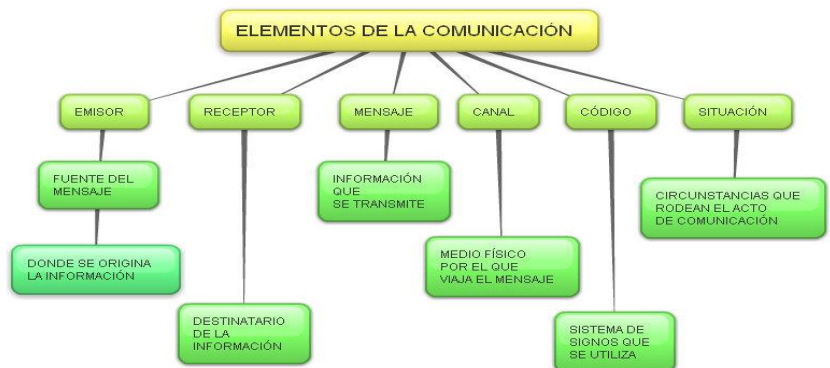 ELEMENTOS DE LA COMUNICACIÓN
EMISOR
RECEPTOR
MENSAJE
CANAL
CÓDIGO
SITUACIÓN
FUENTE DEL
MENSAJE
INFORMACIÓN
QUE
SE TRANSMITE
CIRCUNSTANCIAS QUE
RODEAN EL ACTO
DE COMUNICACIÓN
DONDE SE ORIGINA
LA INFORMACIÓN
MEDIO FÍSICO
POR EL QUE
VIAJA EL MENSAJE
DESTINATARIO
DE LA
INFORMACIÓN
SISTEMA DE
SIGNOS QUE
SE UTILIZA